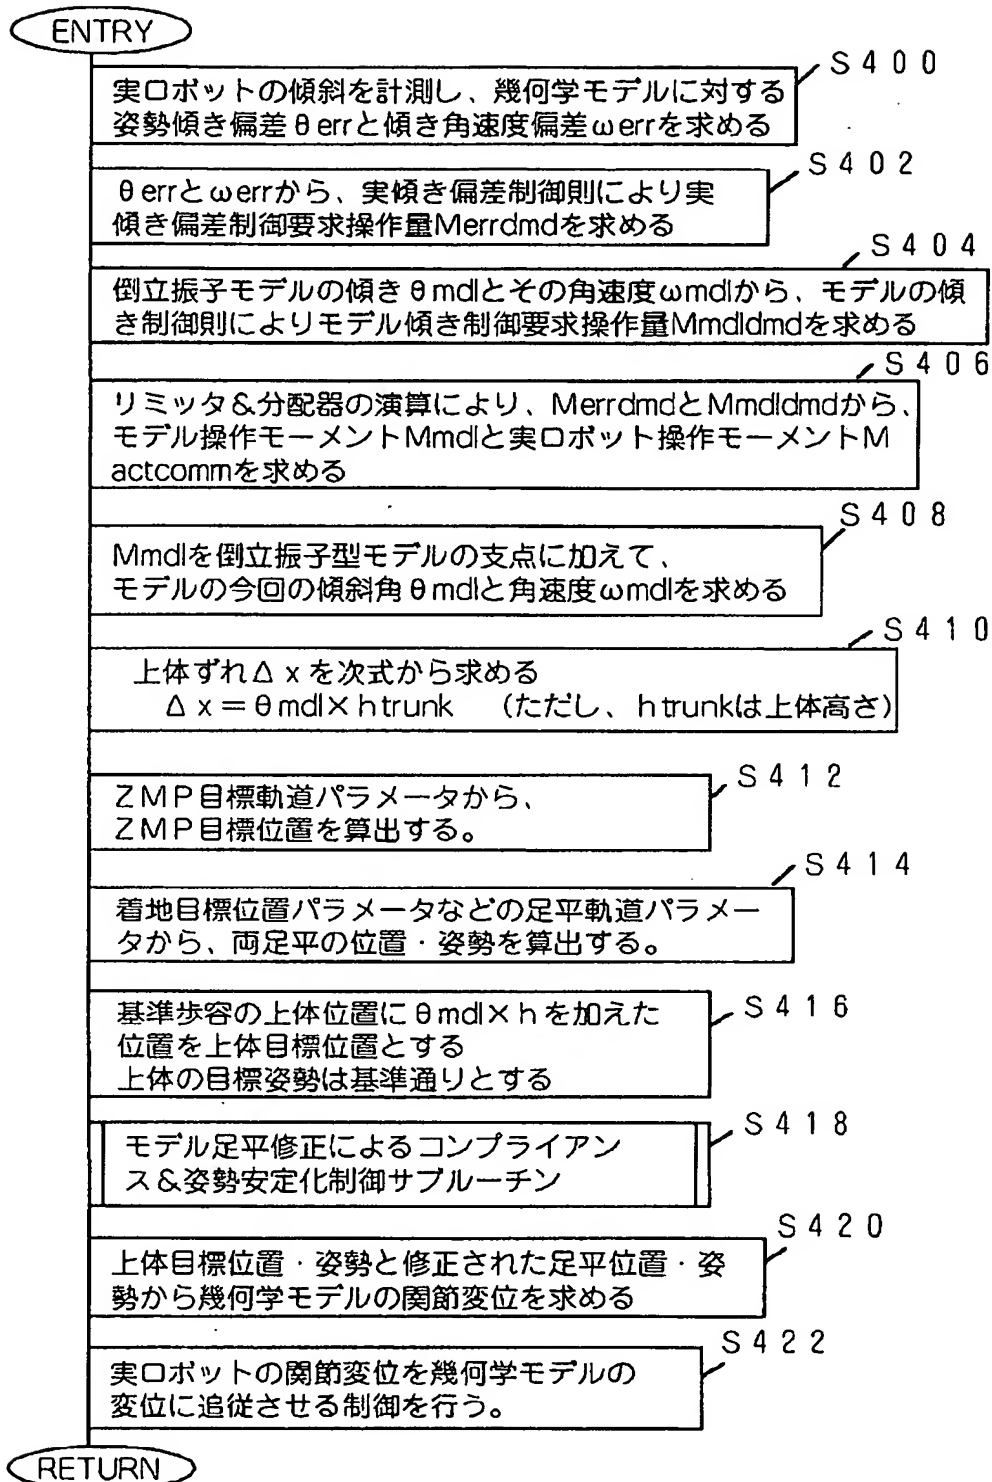 ENTRY
S400
実ロボットの傾斜を計測し、幾何学モデルに対する
姿勢傾き偏差θerrと傾き角速度偏差ωerrを求める
S402
θerrとωerrから、実傾き偏差制御則により実
傾き偏差制御要求操作量Merrdmdを求める
S404
倒立振子モデルの傾きθmdlとその角速度ωmdlから、モデルの傾
き制御則によりモデル傾き制御要求操作量Mmdldmdを求める
S406
リミッタ&分配器の演算により、MerrdmdとMmdldmdから、
モデル操作モーメントMmdlと実ロボット操作モーメントM
actcommを求める
S408
Mmdlを倒立振子型モデルの支点に加えて、
モデルの今回の傾斜角θmdlと角速度ωmdlを求める
S410
上体ずれΔxを次式から求める
Δx=θmdl×htrunk (ただし、htrunkは上体高さ)
S412
ZMP目標軌道パラメータから、
ZMP目標位置を算出する。
S414
着地目標位置パラメータなどの足平軌道パラメー
タから、両足平の位置・姿勢を算出する。
S416
基準歩容の上体位置にθmdl×hを加えた
位置を上体目標位置とする
上体の目標姿勢は基準通りとする
S418
モデル足平修正によるコンプライアン
ス&姿勢安定化制御サブルーチン
S420
上体目標位置・姿勢と修正された足平位置・姿
勢から幾何学モデルの関節変位を求める
S422
実ロボットの関節変位を幾何学モデルの
変位に追従させる制御を行う。
RETURN